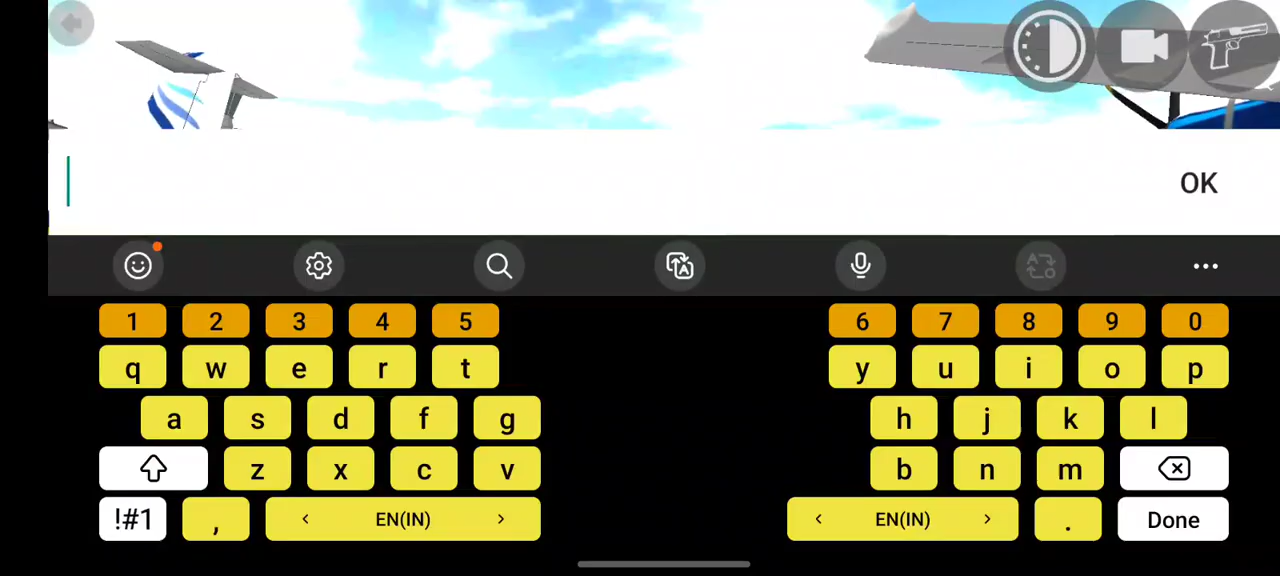 OK
1 2 3 4 5 6 7 8 9 0
q w e r t y u i o p
a s d f g h j k l
z x c v b n m
!#1 , < EN(IN) > < EN(IN) > . Done